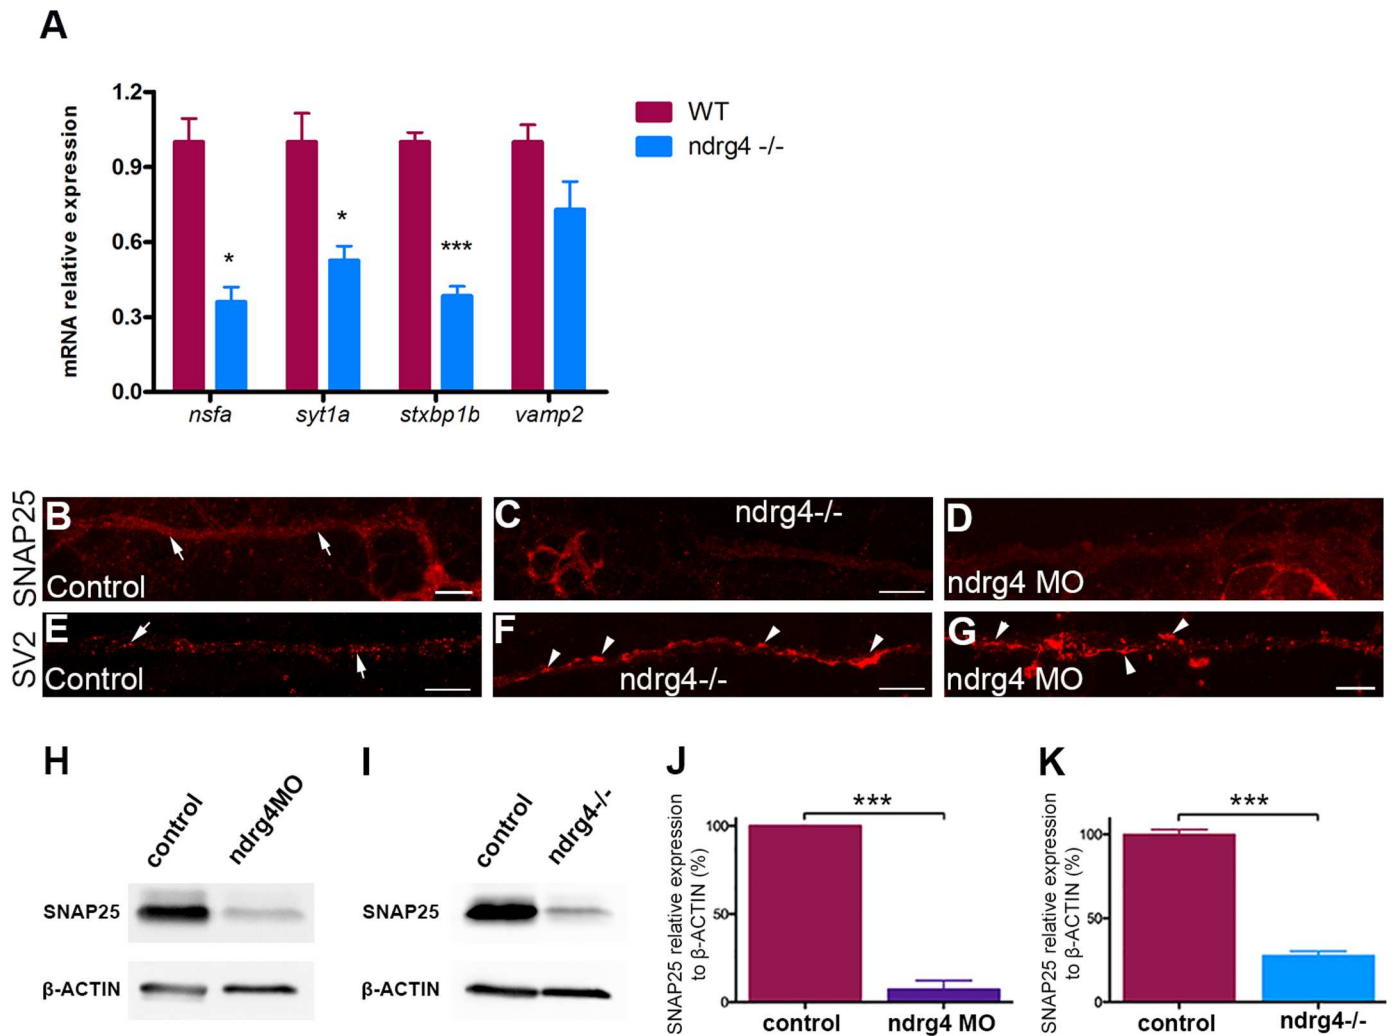 A
mRNA relative expression
1.2
0.9
0.6
0.3
0.0
*
*
***
nsfa
syt1a
stxbp1b
vamp2
WT
ndrg4 -/-
SNAP25
B
Control
C
ndrg4-/-
D
ndrg4 MO
SV2
E
Control
F
ndrg4-/-
G
ndrg4 MO
H
control
ndrg4MO
SNAP25
β-ACTIN
I
control
ndrg4-/-
SNAP25
β-ACTIN
J
SNAP25 relative expression
to β-ACTIN (%)
100
50
0
***
control
ndrg4 MO
K
SNAP25 relative expression
to β-ACTIN (%)
100
50
0
***
control
ndrg4-/-